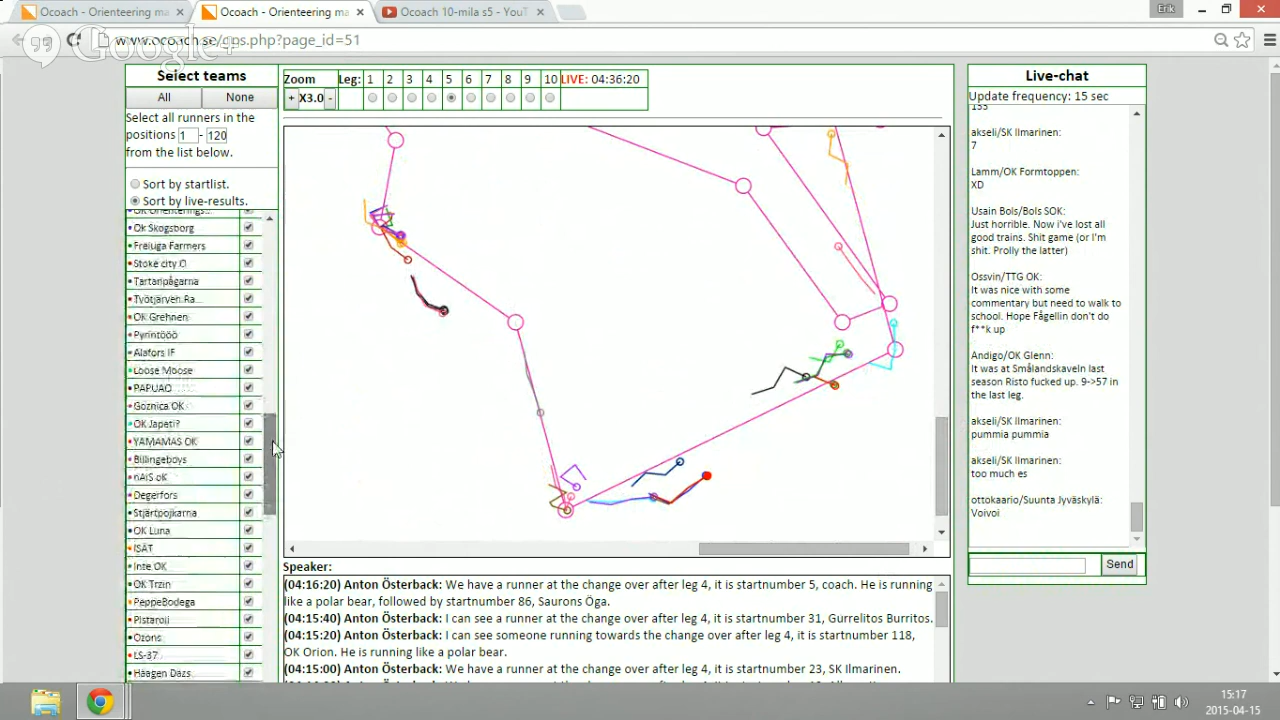 Ocoach - Orienteering ma
Ocoach - Orienteering ma
Ocoach 10-mila s5 - YouT
Erik
www.ocoach.se/gps.php?page_id=51
Google+
Select teams
All
None
Select all runners in the
positions 1 - 120
from the list below.
Sort by startlist.
Sort by live-results.
OK Orienterings...
Ok Skogsborg
Freluga Farmers
Stoke city O
Tartaripågarna
Työtjärven Ra...
OK Grehnen
Pyrintööö
Alafors IF
Loose Moose
PAPUAO
Goznica OK
OK Japeti?
YAMAMAS OK
Billingeboys
nAIS oK
Degerfors
Stjärtpojkarna
OK Luna
ISÄT
Inte OK
OK Trzin
PeppeBodega
Pistaroli
Ozons
LS-37
Häagen Dazs
Zoom
Leg:
1
2
3
4
5
6
7
8
9
10
LIVE: 04:36:20
+ X3.0 -
Speaker:
(04:16:20) Anton Österback: We have a runner at the change over after leg 4, it is startnumber 5, coach. He is running
like a polar bear, followed by startnumber 86, Saurons Öga.
(04:15:40) Anton Österback: I can see a runner at the change over after leg 4, it is startnumber 31, Gurrelitos Burritos.
(04:15:20) Anton Österback: I can see someone running towards the change over after leg 4, it is startnumber 118,
OK Orion. He is running like a polar bear.
(04:15:00) Anton Österback: We have a runner at the change over after leg 4, it is startnumber 23, SK Ilmarinen.
Live-chat
Update frequency: 15 sec
155
akseli/SK Ilmarinen:
7
Lamm/OK Formtoppen:
XD
Usain Bols/Bols SOK:
Just horrible. Now i've lost all
good trains. Shit game (or I'm
shit. Prolly the latter)
Ossvin/TTG OK:
It was nice with some
commentary but need to walk to
school. Hope Fågellin don't do
f**k up
Andigo/OK Glenn:
It was at Smålandskaveln last
season Risto fucked up. 9->57 in
the last leg.
akseli/SK Ilmarinen:
pummia pummia
akseli/SK Ilmarinen:
too much es
ottokaario/Suunta Jyväskylä:
Voivoi
Send
15:17
2015-04-15